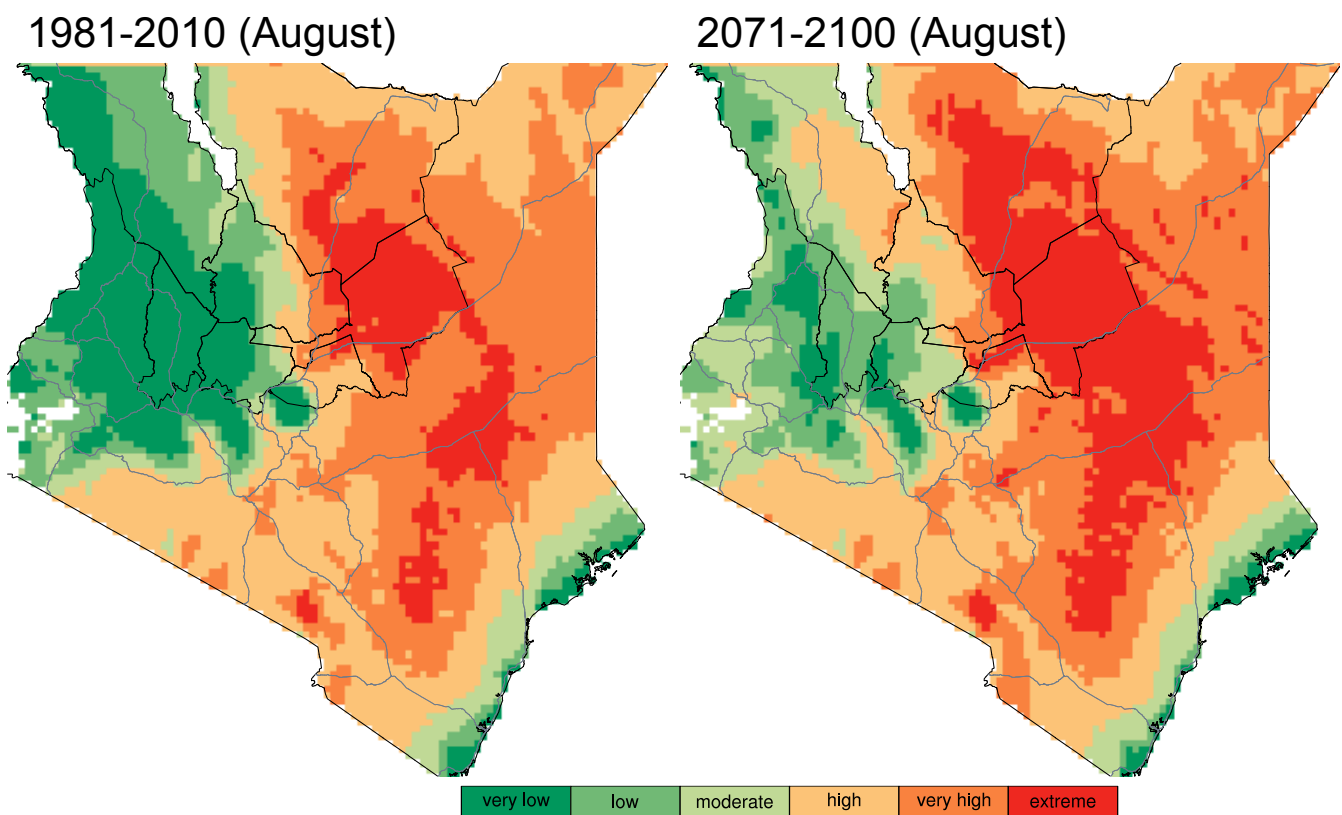 1981-2010 (August)
2071-2100 (August)
very low
low
moderate
high
very high
extreme